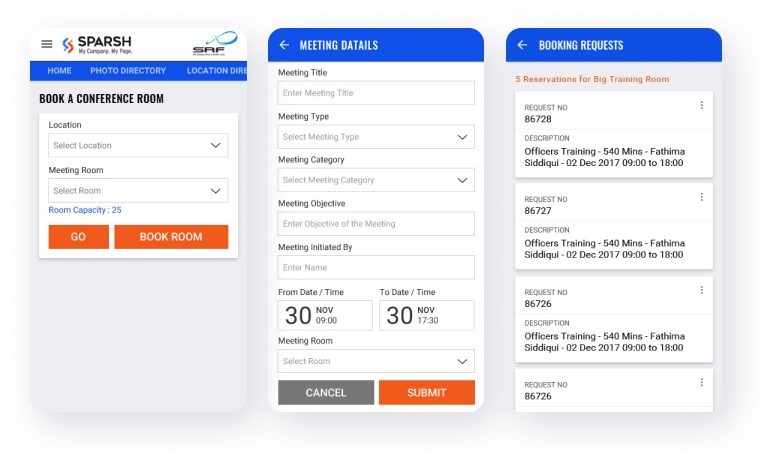 SPARSH
My Company. My Page.
SRF
HOME PHOTO DIRECTORY LOCATION DIRE
BOOK A CONFERENCE ROOM
Location
Select Location
Meeting Room
Select Room
Room Capacity : 25
GO BOOK ROOM
MEETING DATAILS
Meeting Title
Enter Meeting Title
Meeting Type
Select Meeting Type
Meeting Category
Select Meeting Category
Meeting Objective
Enter Objective of the Meeting
Meeting Initiated By
Enter Name
From Date / Time To Date / Time
30 NOV 09:00 30 NOV 17:30
Meeting Room
Select Room
CANCEL SUBMIT
BOOKING REQUESTS
5 Reservations for Big Training Room
REQUEST NO
86728
DESCRIPTION
Officers Training - 540 Mins - Fathima
Siddiqui - 02 Dec 2017 09:00 to 18:00
REQUEST NO
86727
DESCRIPTION
Officers Training - 540 Mins - Fathima
Siddiqui - 02 Dec 2017 09:00 to 18:00
REQUEST NO
86726
DESCRIPTION
Officers Training - 540 Mins - Fathima
Siddiqui - 02 Dec 2017 09:00 to 18:00
REQUEST NO
86726